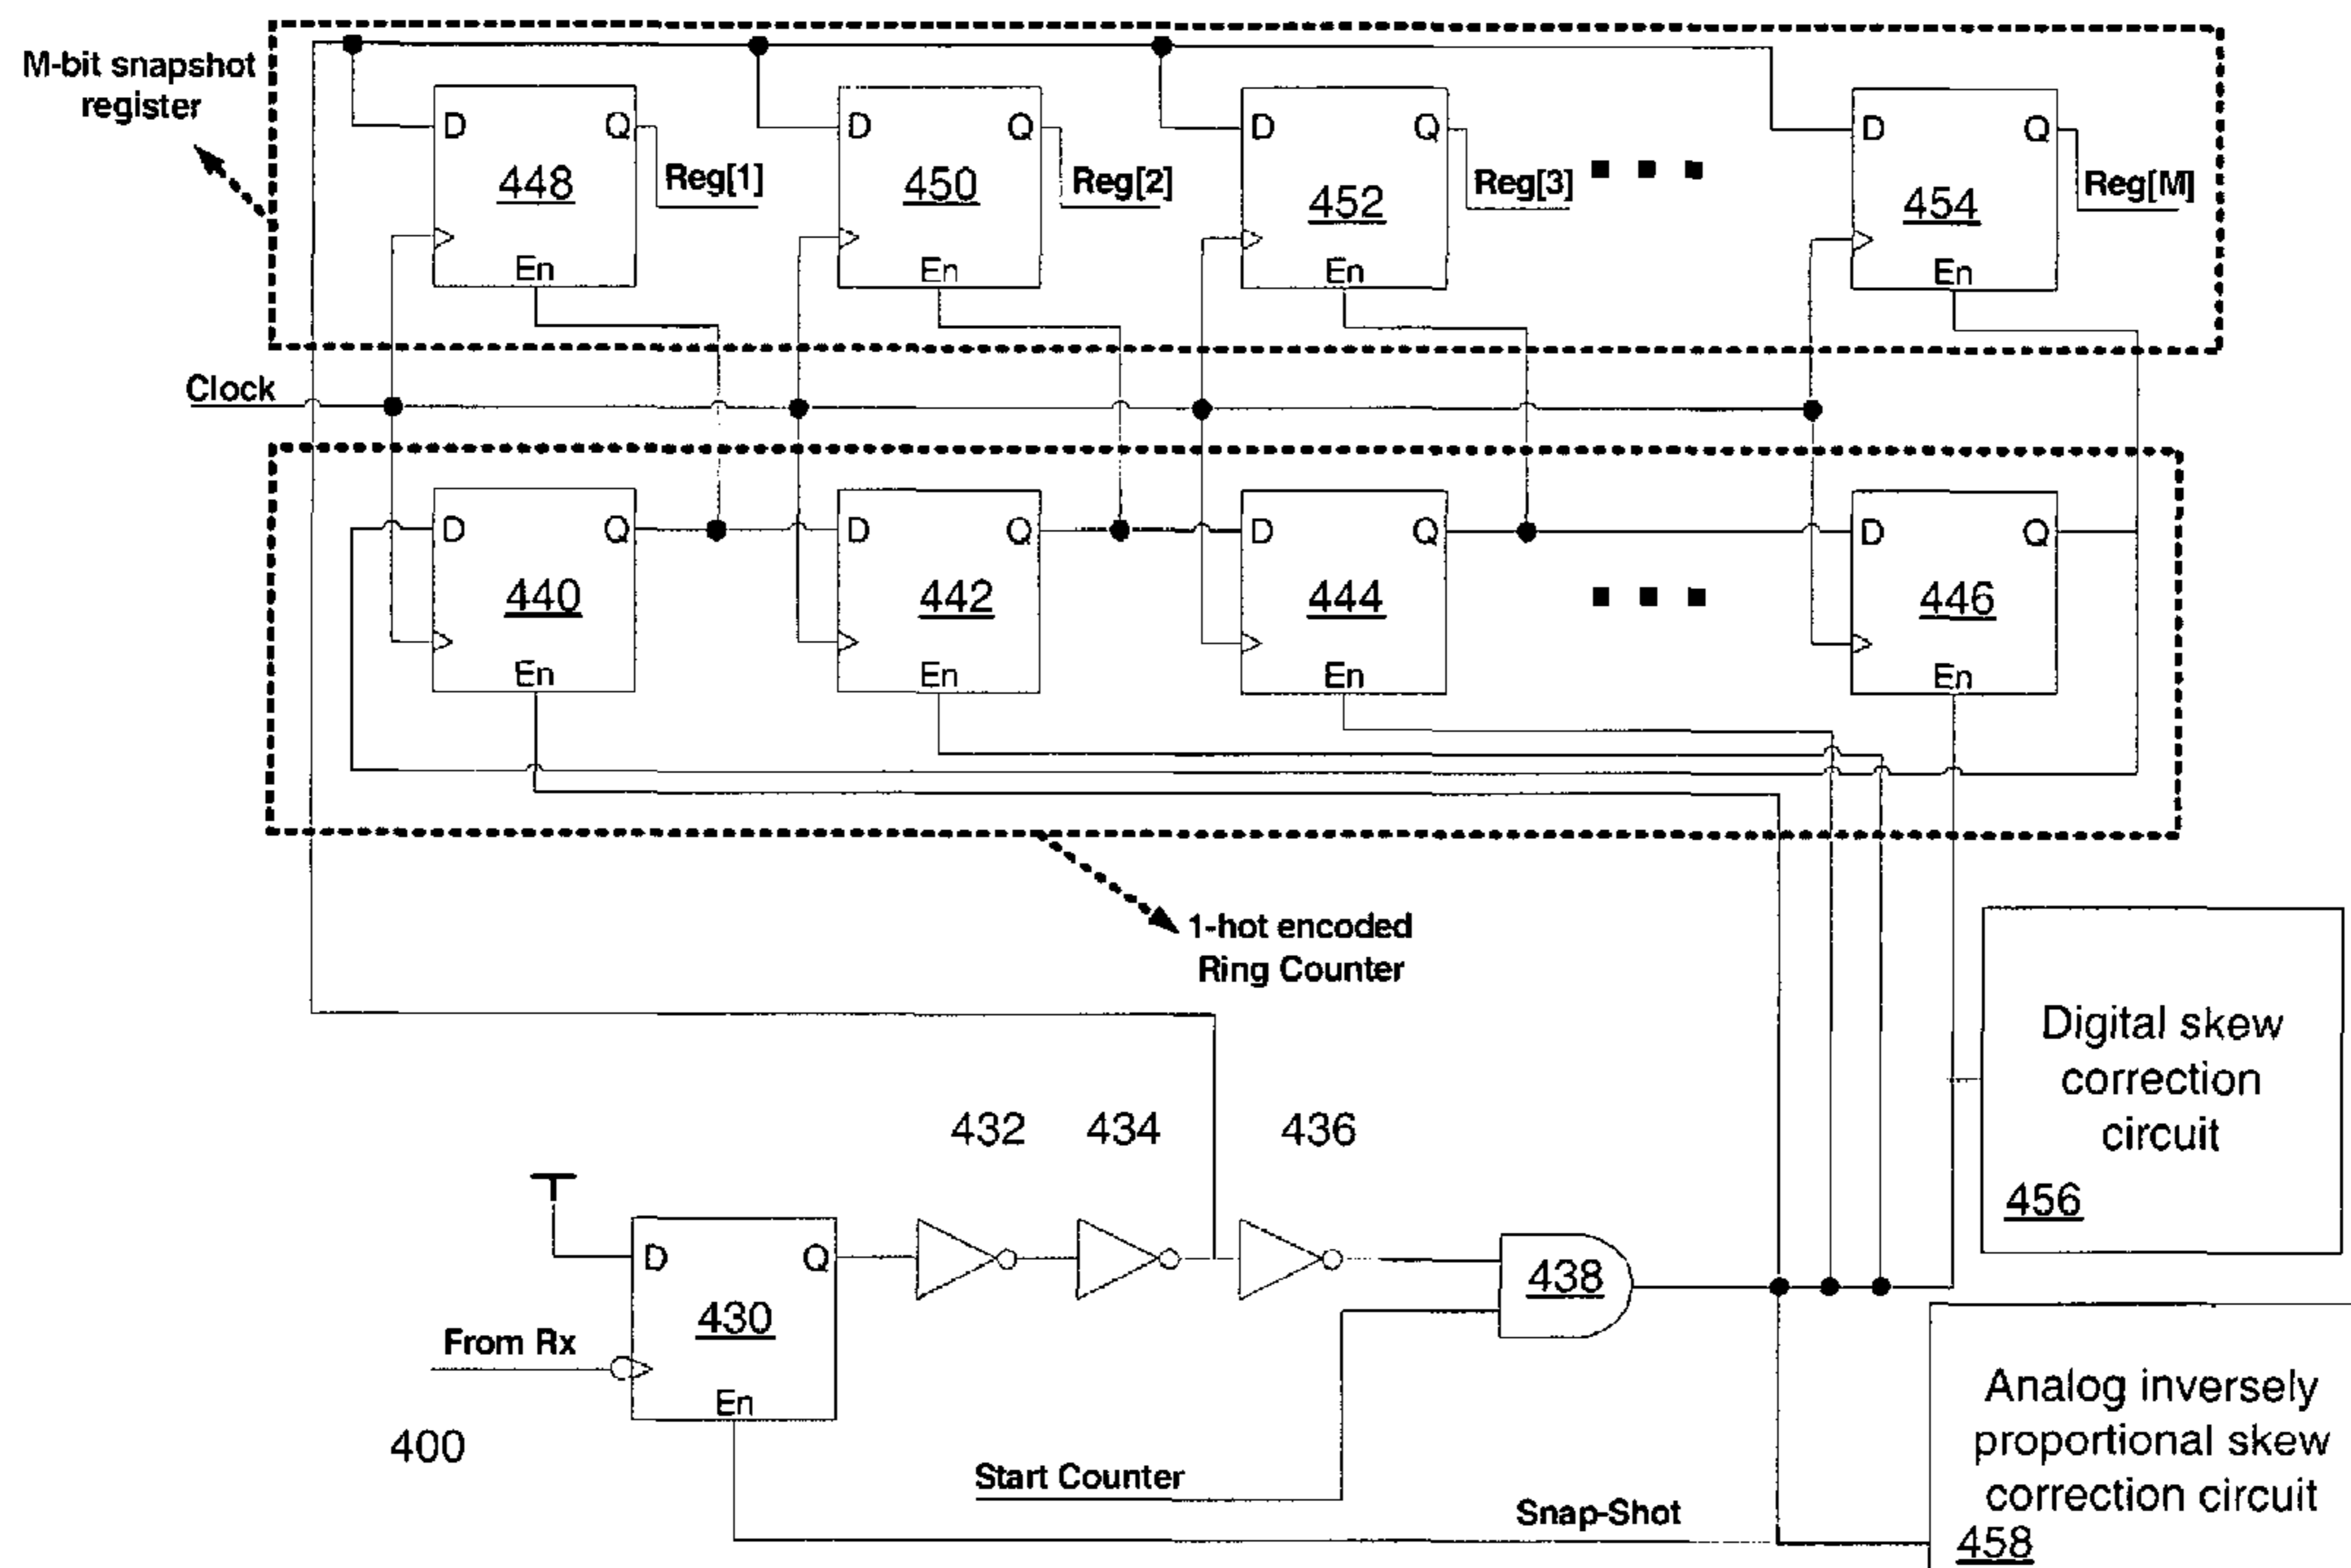 M-bit snapshot
register
D Q D Q D Q D Q
448 Reg[1] 450 Reg[2] 452 Reg[3] 454 Reg[M]
En En En En
Clock
D Q D Q D Q D Q
440 442 444 446
En En En En
1-hot encoded
Ring Counter
Digital skew
correction
circuit
456
432 434 436
D Q
430
438
From Rx
En
400
Start Counter
Snap-Shot
Analog inversely
proportional skew
correction circuit
458